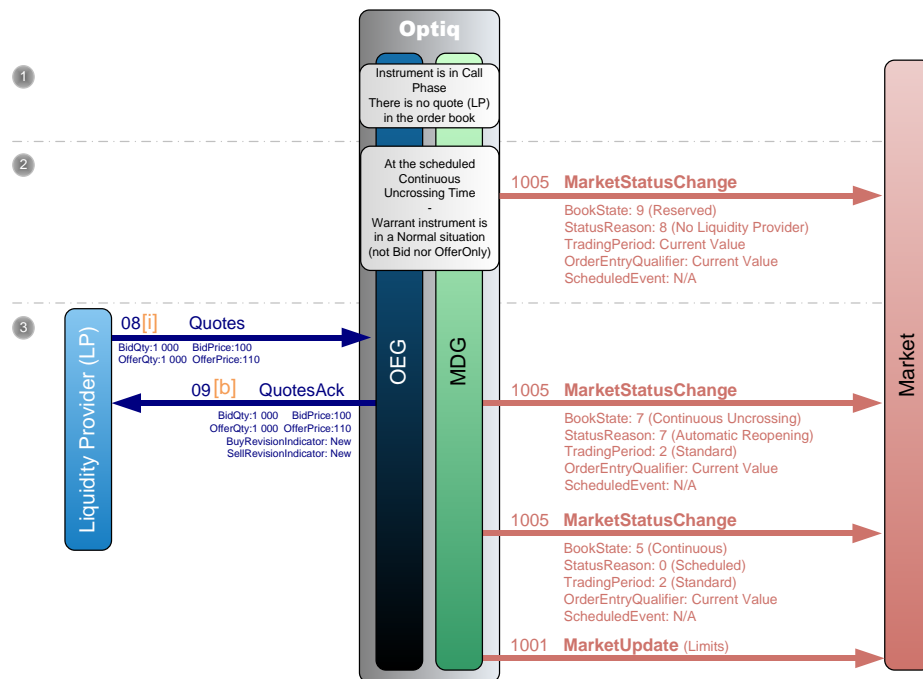 Optiq
1
Instrument is in Call
Phase
There is no quote (LP)
in the order book
2
At the scheduled
Continuous
Uncrossing Time
-
Warrant instrument is
in a Normal situation
(not Bid nor OfferOnly)
1005 MarketStatusChange
BookState: 9 (Reserved)
StatusReason: 8 (No Liquidity Provider)
TradingPeriod: Current Value
OrderEntryQualifier: Current Value
ScheduledEvent: N/A
3
Liquidity Provider (LP)
08[i] Quotes
BidQty:1 000 BidPrice:100
OfferQty:1 000 OfferPrice:110
09[b] QuotesAck
BidQty:1 000 BidPrice:100
OfferQty:1 000 OfferPrice:110
BuyRevisionIndicator: New
SellRevisionIndicator: New
OEG
MDG
1005 MarketStatusChange
BookState: 7 (Continuous Uncrossing)
StatusReason: 7 (Automatic Reopening)
TradingPeriod: 2 (Standard)
OrderEntryQualifier: Current Value
ScheduledEvent: N/A
1005 MarketStatusChange
BookState: 5 (Continuous)
StatusReason: 0 (Scheduled)
TradingPeriod: 2 (Standard)
OrderEntryQualifier: Current Value
ScheduledEvent: N/A
1001 MarketUpdate (Limits)
Market